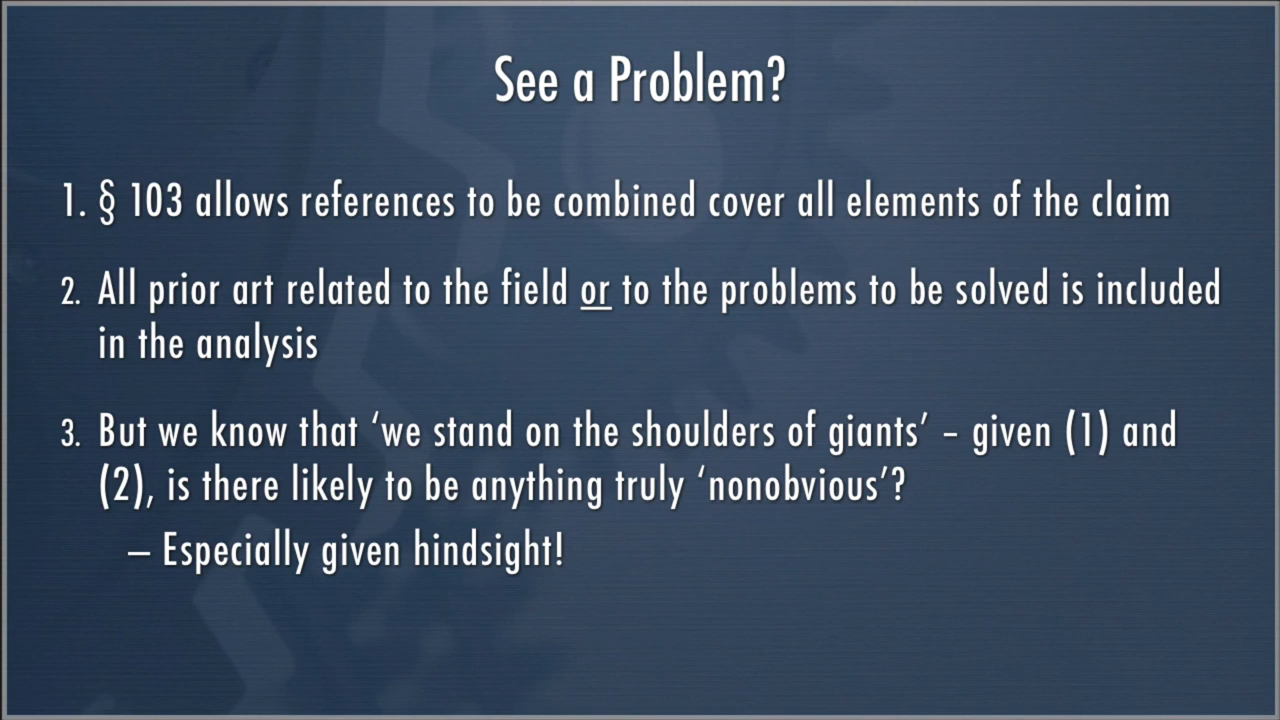 See a Problem?
1. § 103 allows references to be combined cover all elements of the claim
2. All prior art related to the field or to the problems to be solved is included
in the analysis
3. But we know that ‘we stand on the shoulders of giants’ – given (1) and
(2), is there likely to be anything truly ‘nonobvious’?
– Especially given hindsight!